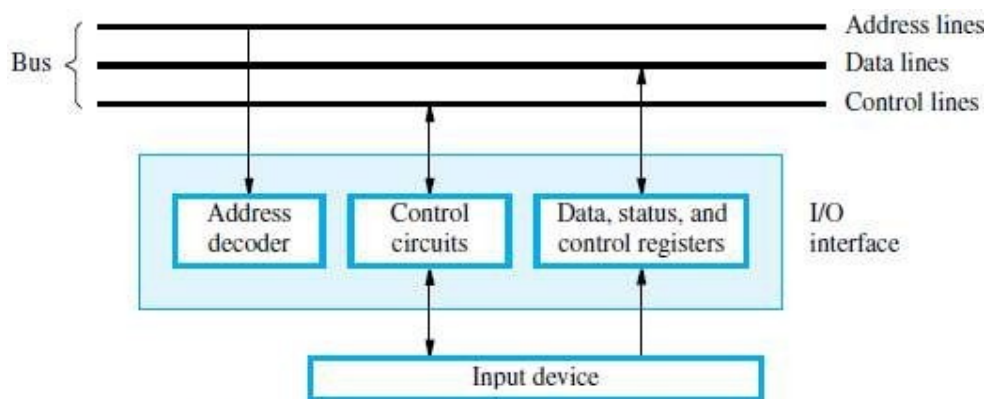 Address lines
Bus
Data lines
Control lines
Address
decoder
Control
circuits
Data, status, and
control registers
I/O
interface
Input device